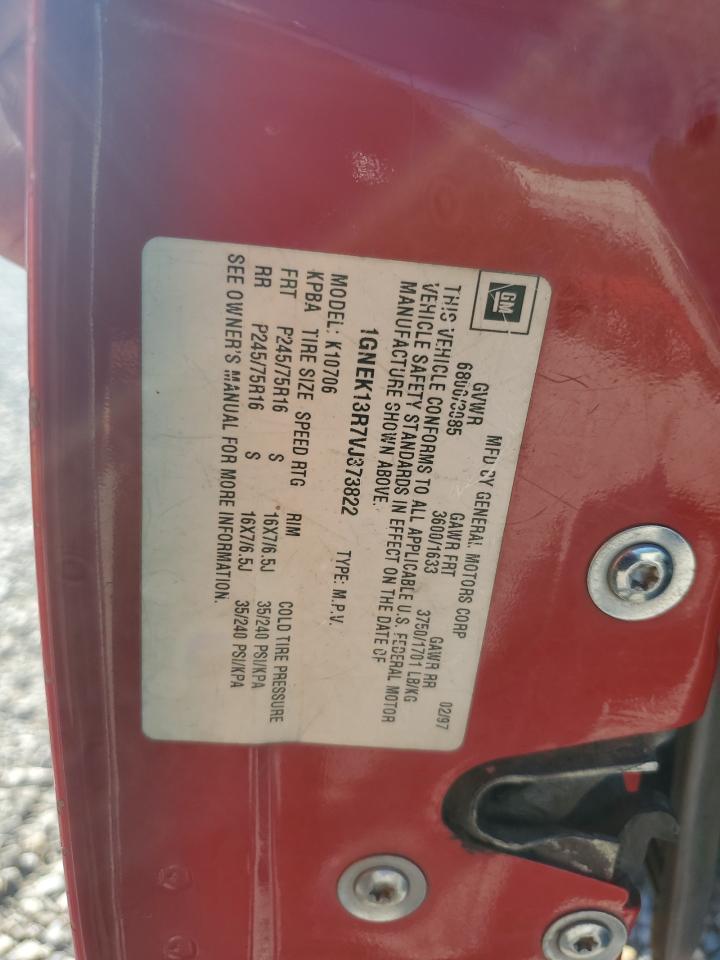 GM
MFD BY GENERAL MOTORS CORP 02/97
GVWR GAWR FRT GAWR RR
6800/3085 3600/1633 3750/1701 LB/KG
THIS VEHICLE CONFORMS TO ALL APPLICABLE U.S. FEDERAL MOTOR
VEHICLE SAFETY STANDARDS IN EFFECT ON THE DATE OF
MANUFACTURE SHOWN ABOVE.
1GNEK13R7VJ373822 TYPE: M.P.V.
MODEL: K10706
KPBA TIRE SIZE SPEED RTG RIM COLD TIRE PRESSURE
FRT P245/75R16 S 16X7/6.5J 35/240 PSI/KPA
RR P245/75R16 S 16X7/6.5J 35/240 PSI/KPA
SEE OWNER'S MANUAL FOR MORE INFORMATION.